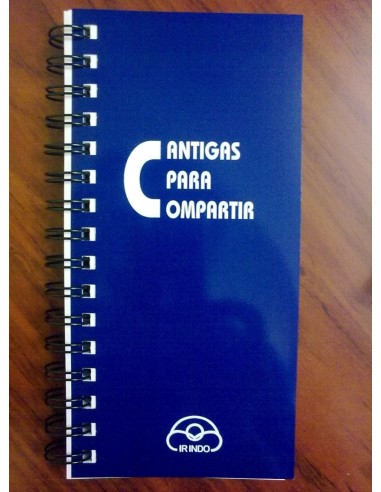 CANTIGAS
PARA
COMPARTIR
IR INDO